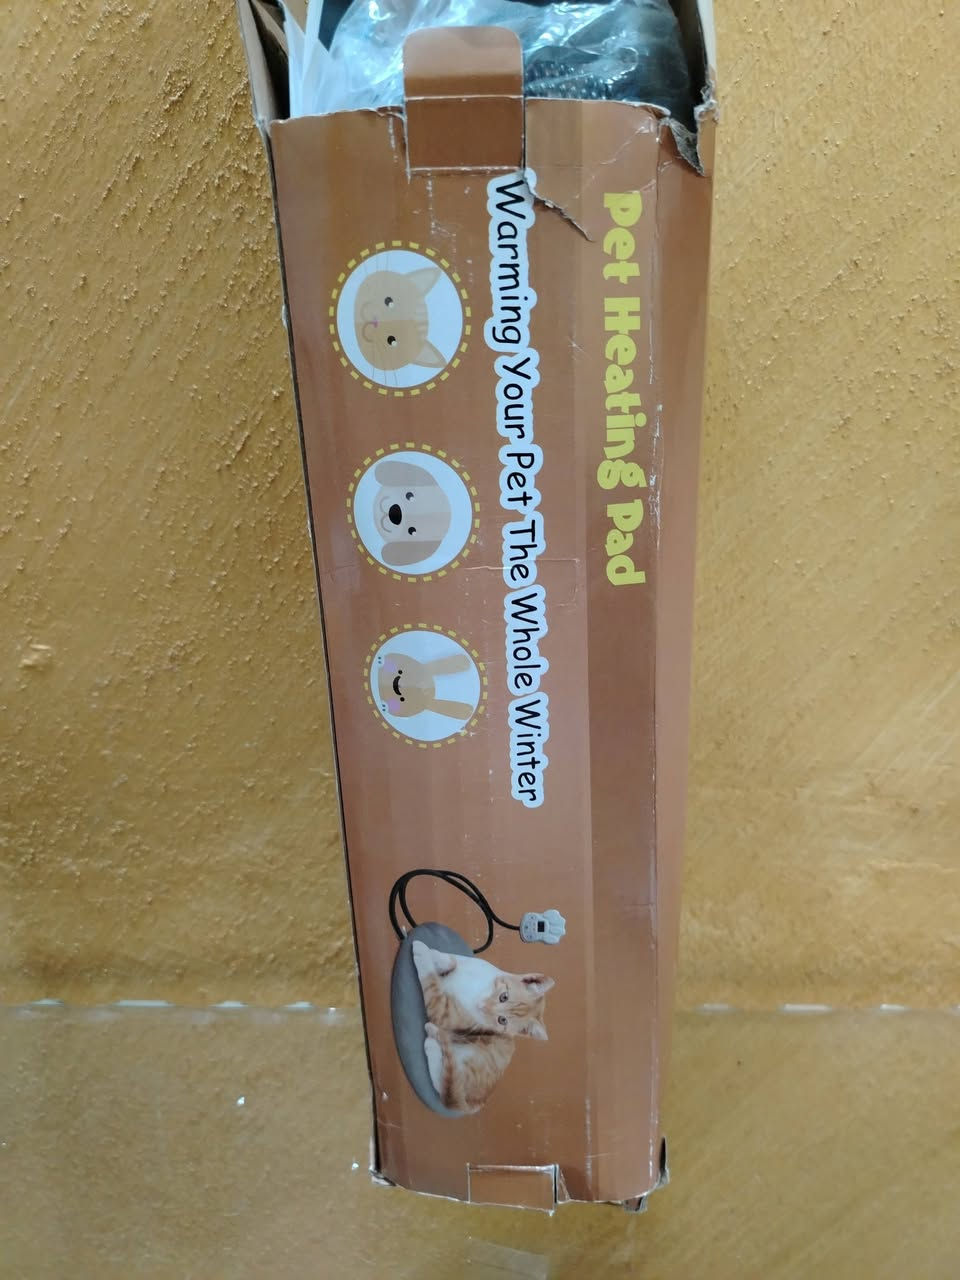 Pet Heating Pad
Warming Your Pet The Whole Winter